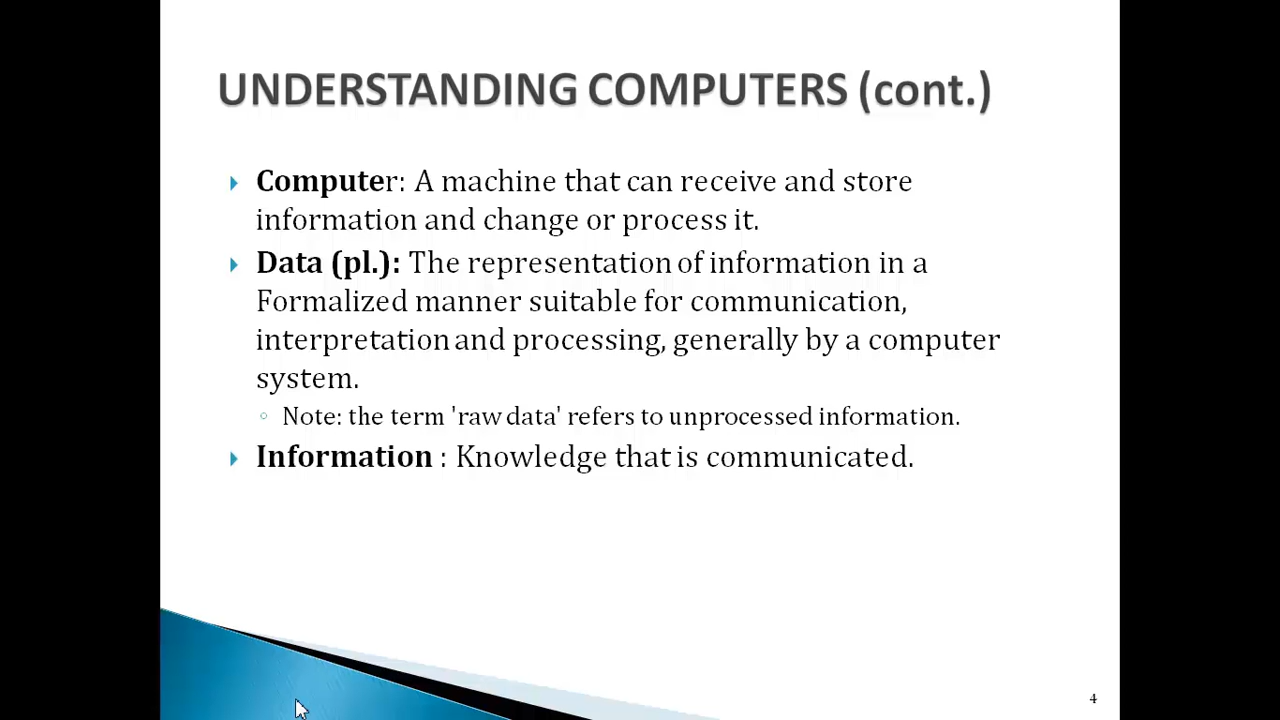 UNDERSTANDING COMPUTERS (cont.)
Computer: A machine that can receive and store
information and change or process it.
Data (pl.): The representation of information in a
Formalized manner suitable for communication,
interpretation and processing, generally by a computer
system.
Note: the term 'raw data' refers to unprocessed information.
Information : Knowledge that is communicated.
4